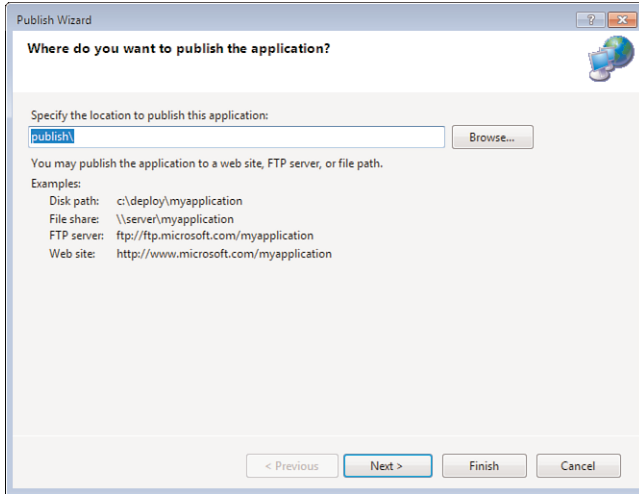 Publish Wizard
Where do you want to publish the application?
Specify the location to publish this application:
publish\
Browse...
You may publish the application to a web site, FTP server, or file path.
Examples:
Disk path: c:\deploy\myapplication
File share: \\server\myapplication
FTP server: ftp://ftp.microsoft.com/myapplication
Web site: http://www.microsoft.com/myapplication
< Previous Next > Finish Cancel